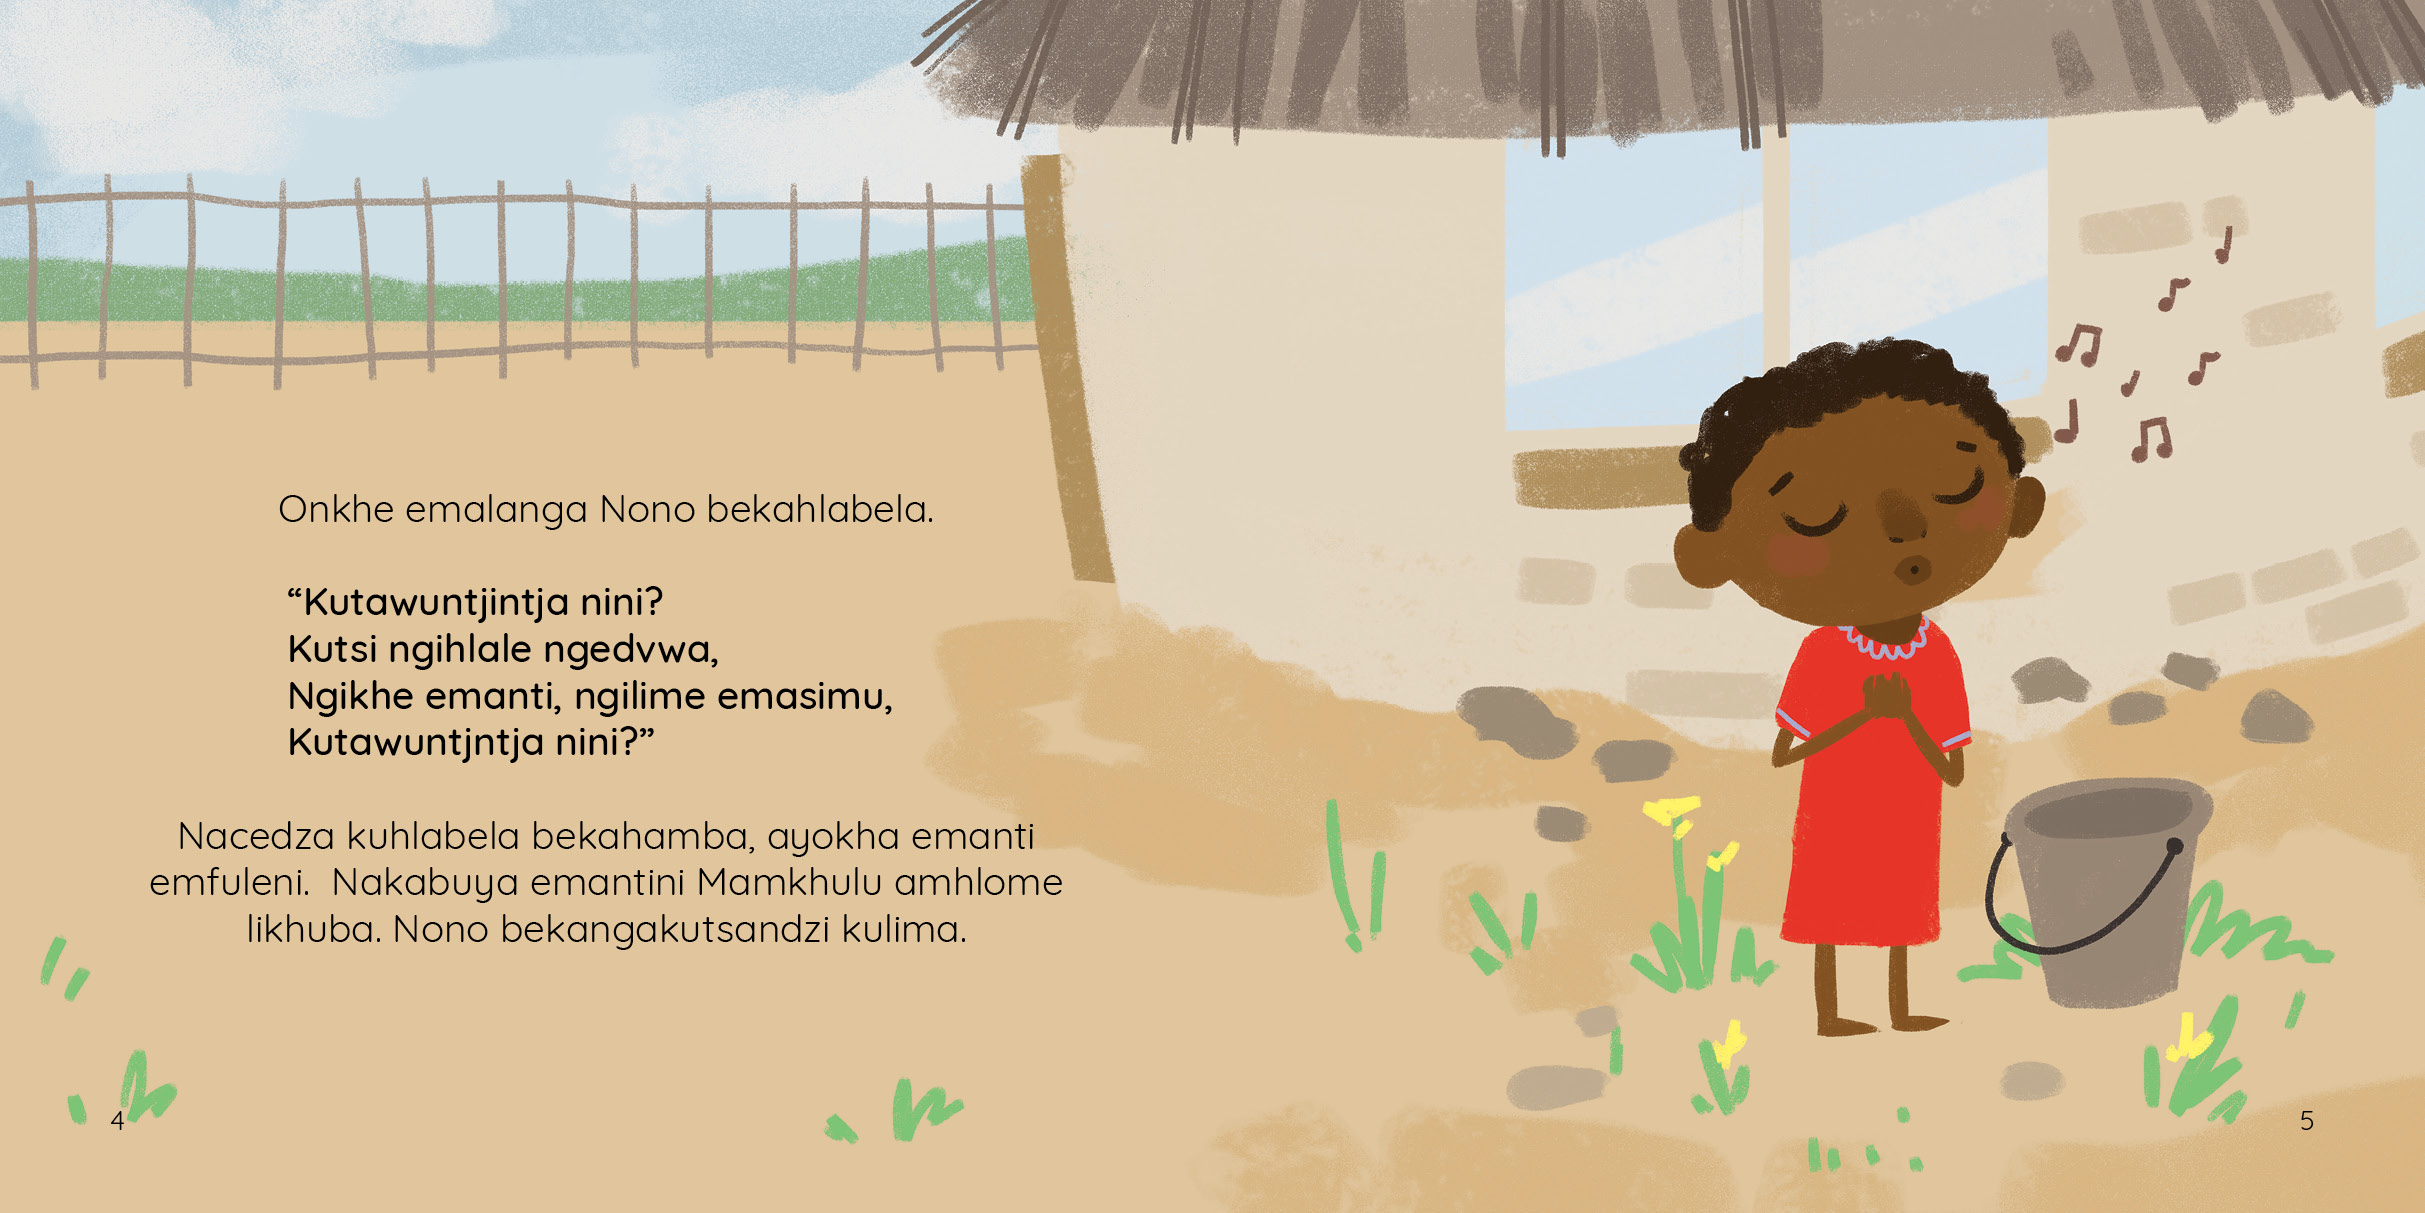 Onkhe emalanga Nono bekahlabela.
“Kutawuntjintja nini?
Kutsi ngihlale ngedvwa,
Ngikhe emanti, ngilime emasimu,
Kutawuntjntja nini?”
Nacedza kuhlabela bekahamba, ayokha emanti
emfuleni.  Nakabuya emantini Mamkhulu amhlome
likhuba. Nono bekangakutsandzi kulima.
4
5